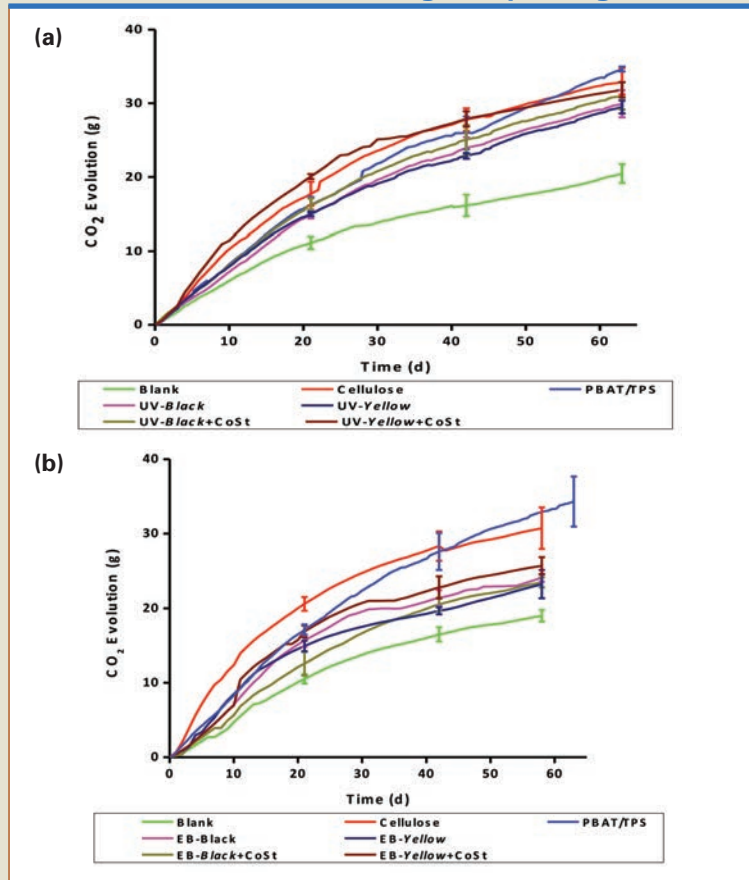 (a)
40
30
20
10
0
CO2 Evolution (g)
0 10 20 30 40 50 60
Time (d)
Blank Cellulose PBAT/TPS
UV-Black UV-Yellow
UV-Black+CoSt UV-Yellow+CoSt
(b)
40
30
20
10
0
CO2 Evolution (g)
0 10 20 30 40 50 60
Time (d)
Blank Cellulose PBAT/TPS
EB-Black EB-Yellow
EB-Black+CoSt EB-Yellow+CoSt